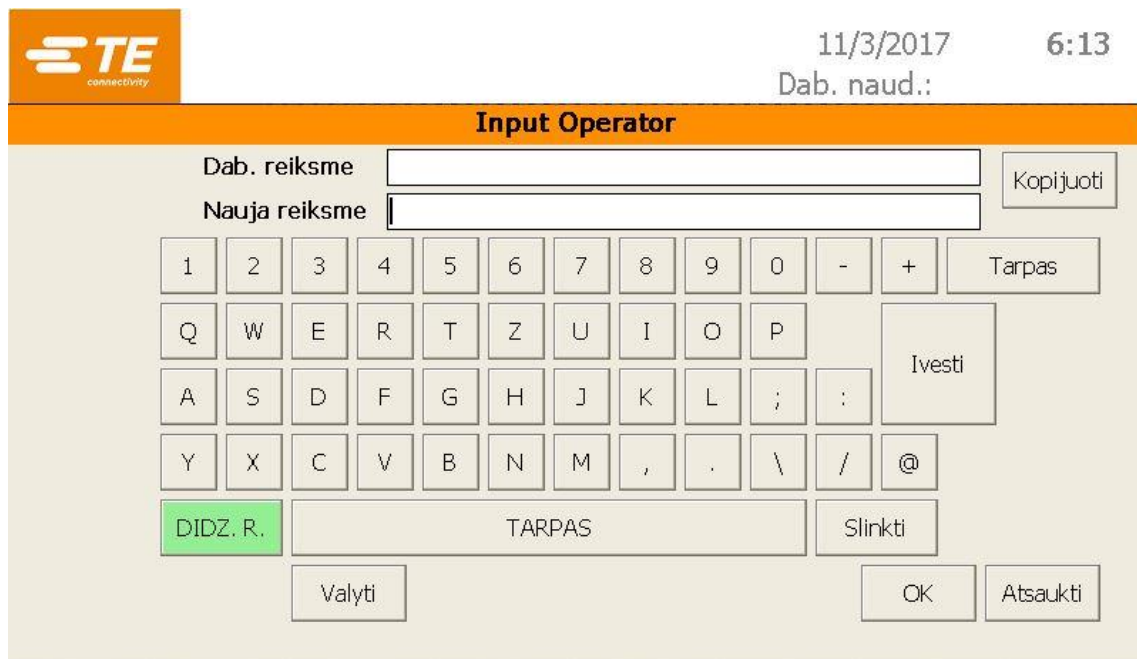 TE
connectivity
11/3/2017 6:13
Dab. naud.:
Input Operator
Dab. reiksme
Kopijuoti
Nauja reiksme
1 2 3 4 5 6 7 8 9 0 - + Tarpas
Q W E R T Z U I O P
Ivesti
A S D F G H J K L ; :
Y X C V B N M , . \ / @
DIDZ. R. TARPAS Slinkti
Valyti OK Atsaukti